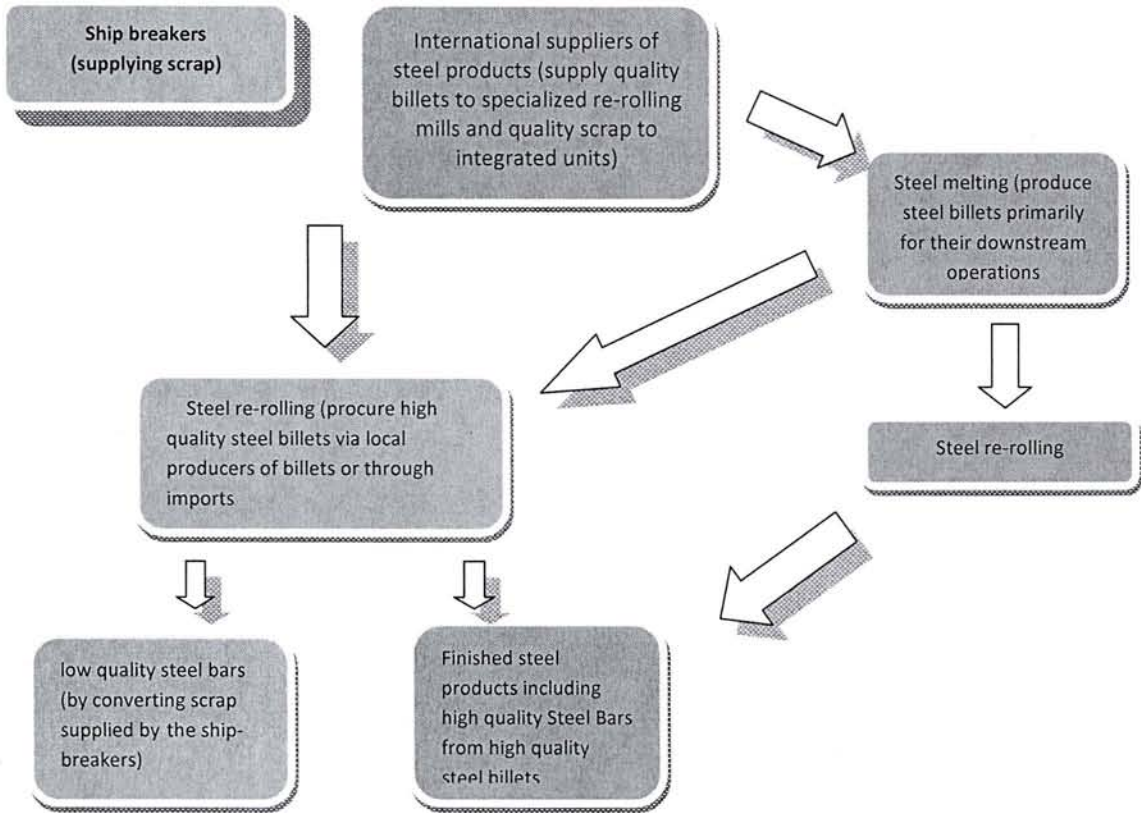 Ship breakers
(supplying scrap)
International suppliers of
steel products (supply quality
billets to specialized re-rolling
mills and quality scrap to
integrated units)
Steel melting (produce
steel billets primarily
for their downstream
operations
Steel re-rolling (procure high
quality steel billets via local
producers of billets or through
imports
Steel re-rolling
low quality steel bars
(by converting scrap
supplied by the ship-
breakers)
Finished steel
products including
high quality Steel Bars
from high quality
steel billets